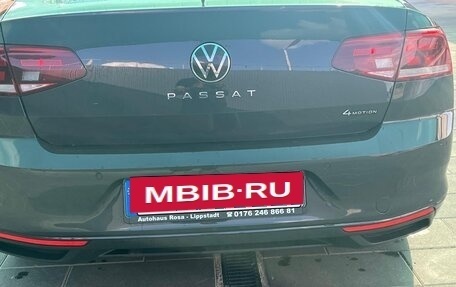 PASSAT
4MOTION
MBIB-RU
Autohaus Rosa - Lippstadt ☎ 0176 246 866 81